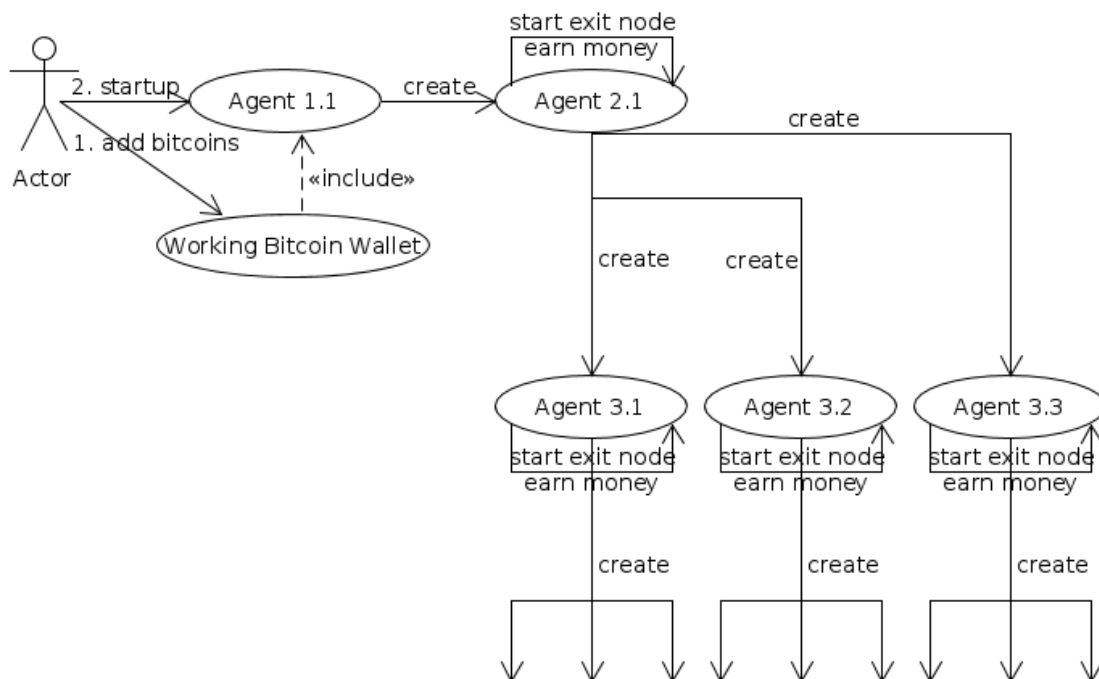 start exit node
earn money
2. startup
Agent 1.1
create
Agent 2.1
create
1. add bitcoins
Actor
«include»
Working Bitcoin Wallet
create
create
Agent 3.1
Agent 3.2
Agent 3.3
start exit node
earn money
start exit node
earn money
start exit node
earn money
create
create
create